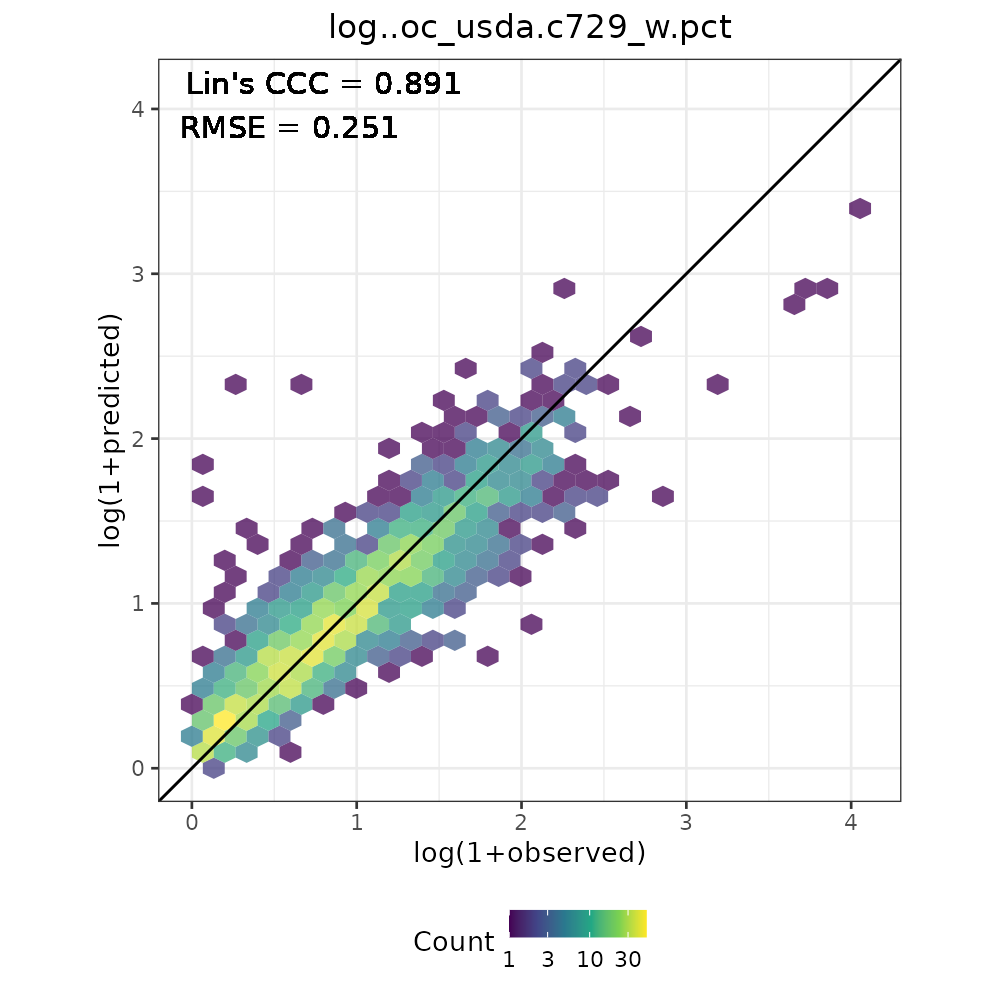 log..oc_usda.c729_w.pct
Lin's CCC = 0.891
RMSE = 0.251
4
3
2
1
0
log(1+predicted)
0 1 2 3 4
log(1+observed)
Count
1 3 10 30